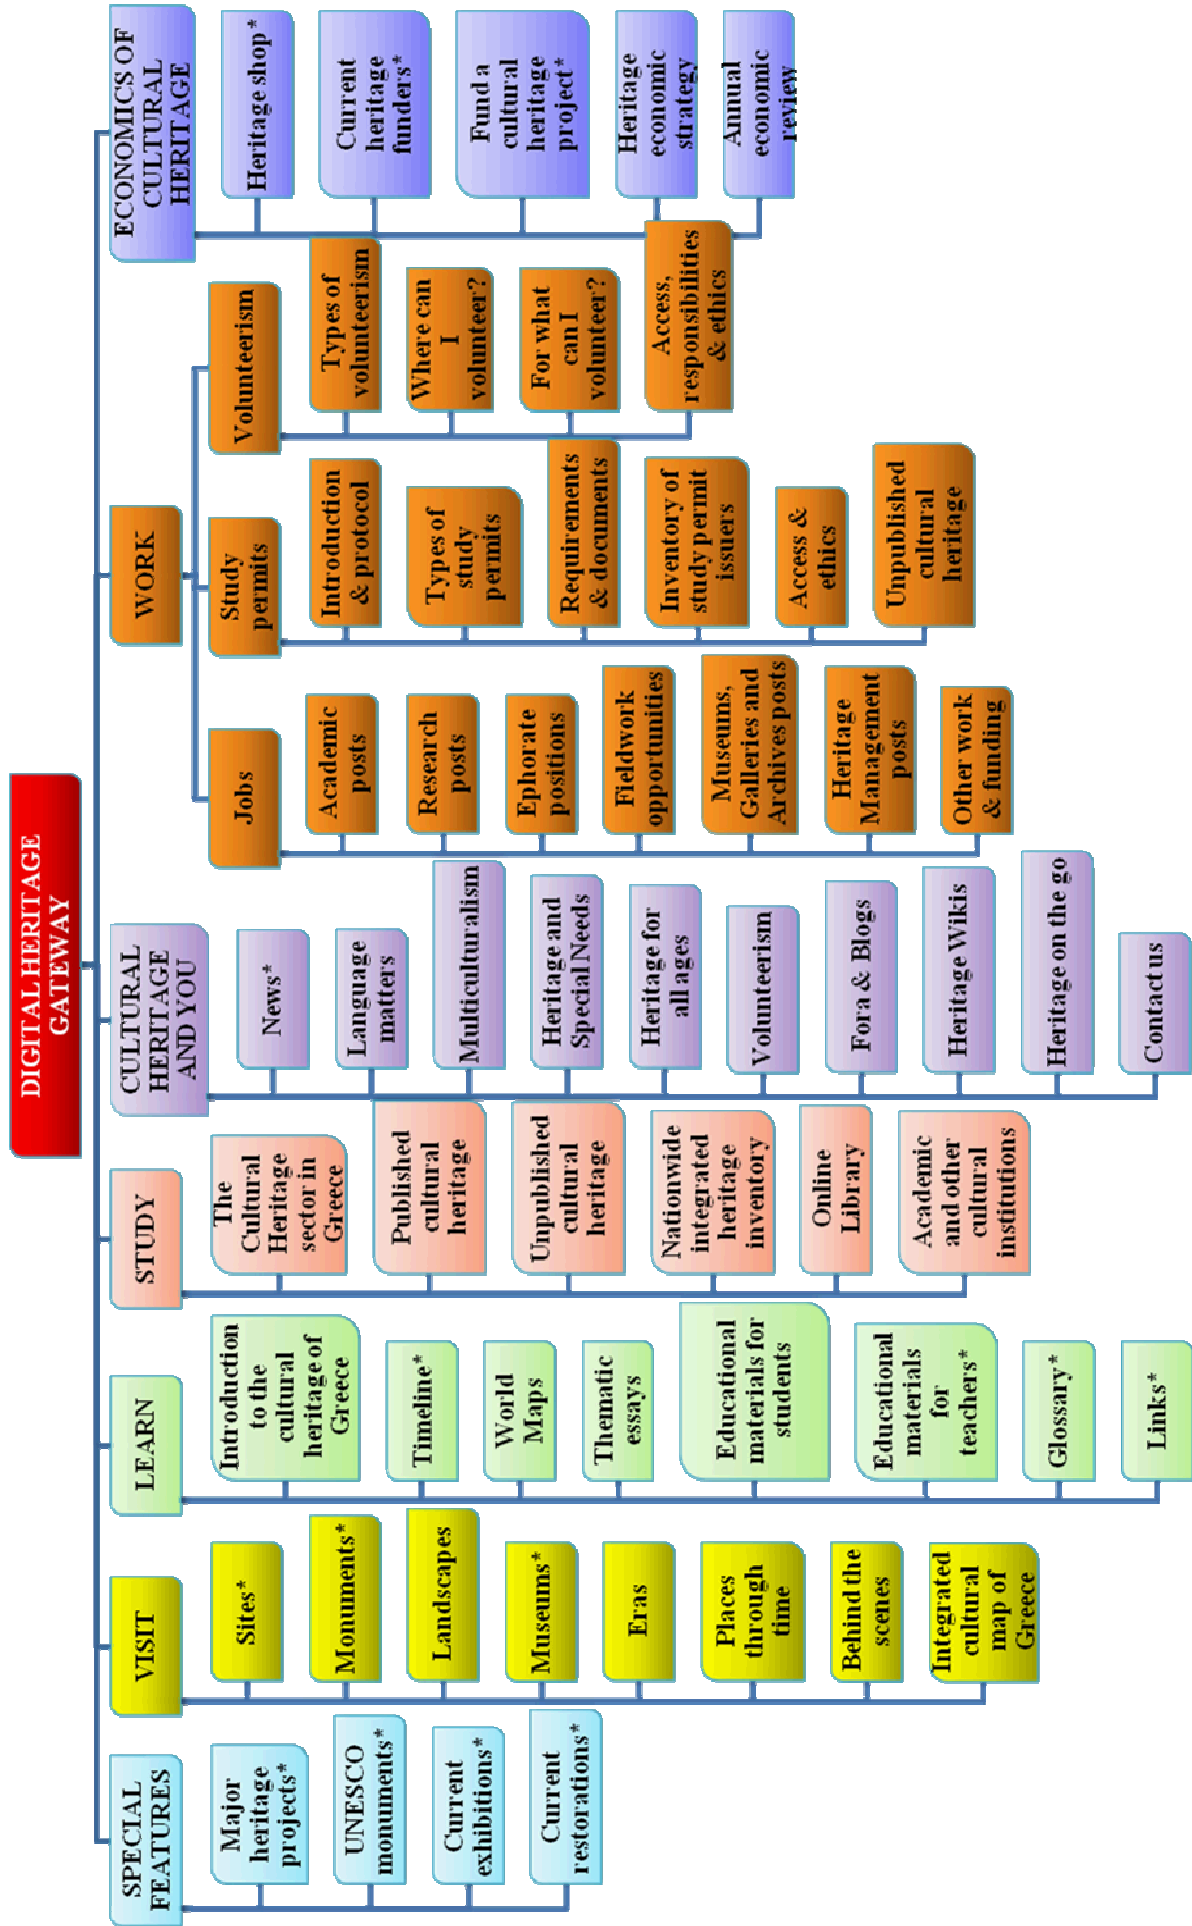 DIGITAL HERITAGE
GATEWAY
SPECIAL
FEATURES
Major
heritage
projects*
UNESCO
monuments*
Current
exhibitions*
Current
restorations*
VISIT
Sites*
Monuments*
Landscapes
Museums*
Eras
Places
through
time
Behind the
scenes
Integrated
cultural
map of
Greece
LEARN
Introduction
to the
cultural
heritage of
Greece
Timeline*
World
Maps
Thematic
essays
Educational
materials for
students
Educational
materials
for
teachers*
Glossary*
Links*
STUDY
The
Cultural
Heritage
sector in
Greece
Published
cultural
heritage
Unpublished
cultural
heritage
Nationwide
integrated
heritage
inventory
Online
Library
Academic
and other
cultural
institutions
CULTURAL
HERITAGE
AND YOU
News*
Language
matters
Multiculturalism
Heritage and
Special Needs
Heritage for
all ages
Volunteerism
Fora & Blogs
Heritage Wikis
Heritage on the go
Contact us
WORK
Jobs
Academic
posts
Research
posts
Ephorate
positions
Fieldwork
opportunities
Museums,
Galleries and
Archives posts
Heritage
Management
posts
Other work
& funding
Study
permits
Introduction
& protocol
Types of
study
permits
Requirements
& documents
Inventory of
study permit
issuers
Access &
ethics
Unpublished
cultural
heritage
Volunteerism
Types of
volunteerism
Where can
I
volunteer?
For what
can I
volunteer?
Access,
responsibilities
& ethics
ECONOMICS OF
CULTURAL
HERITAGE
Heritage shop*
Current
heritage
funders*
Fund a
cultural
heritage
project*
Heritage
economic
strategy
Annual
economic
review